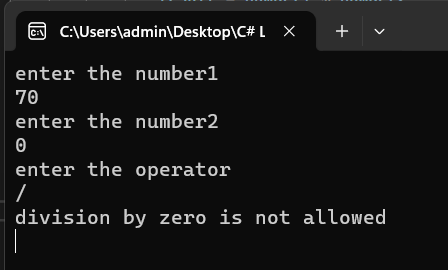 C:\Users\admin\Desktop\C# L
enter the number1
70
enter the number2
0
enter the operator
/
division by zero is not allowed